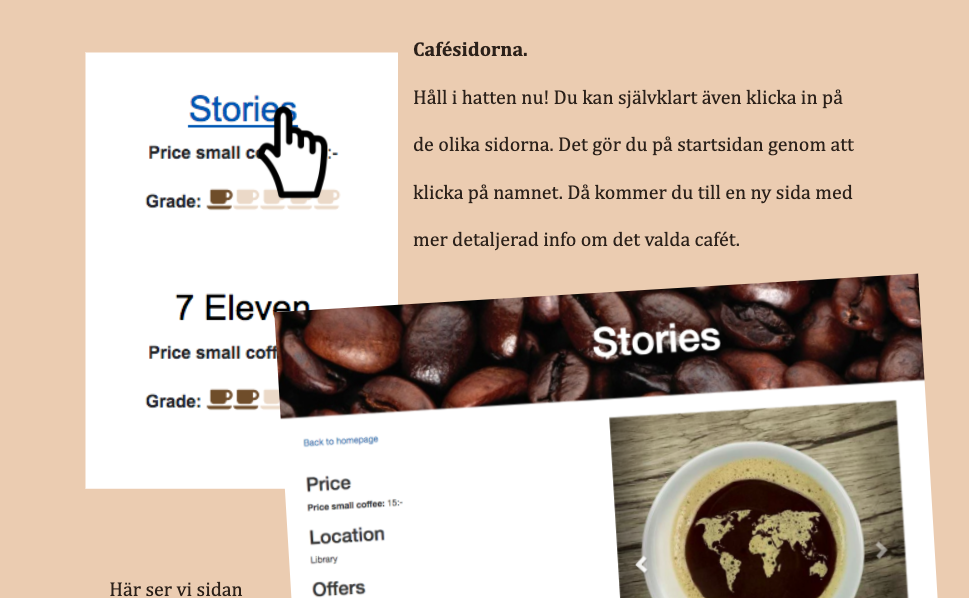 Cafésidorna.
Håll i hatten nu! Du kan självklart även klicka in på
de olika sidorna. Det gör du på startsidan genom att
klicka på namnet. Då kommer du till en ny sida med
mer detaljerad info om det valda cafét.
Stories
Price small :-
Grade:
7 Eleven
Price small
Grade:
Stories
Back to homepage
Price
Price small coffee: 15:-
Location
Library
Offers
Här ser vi sidan